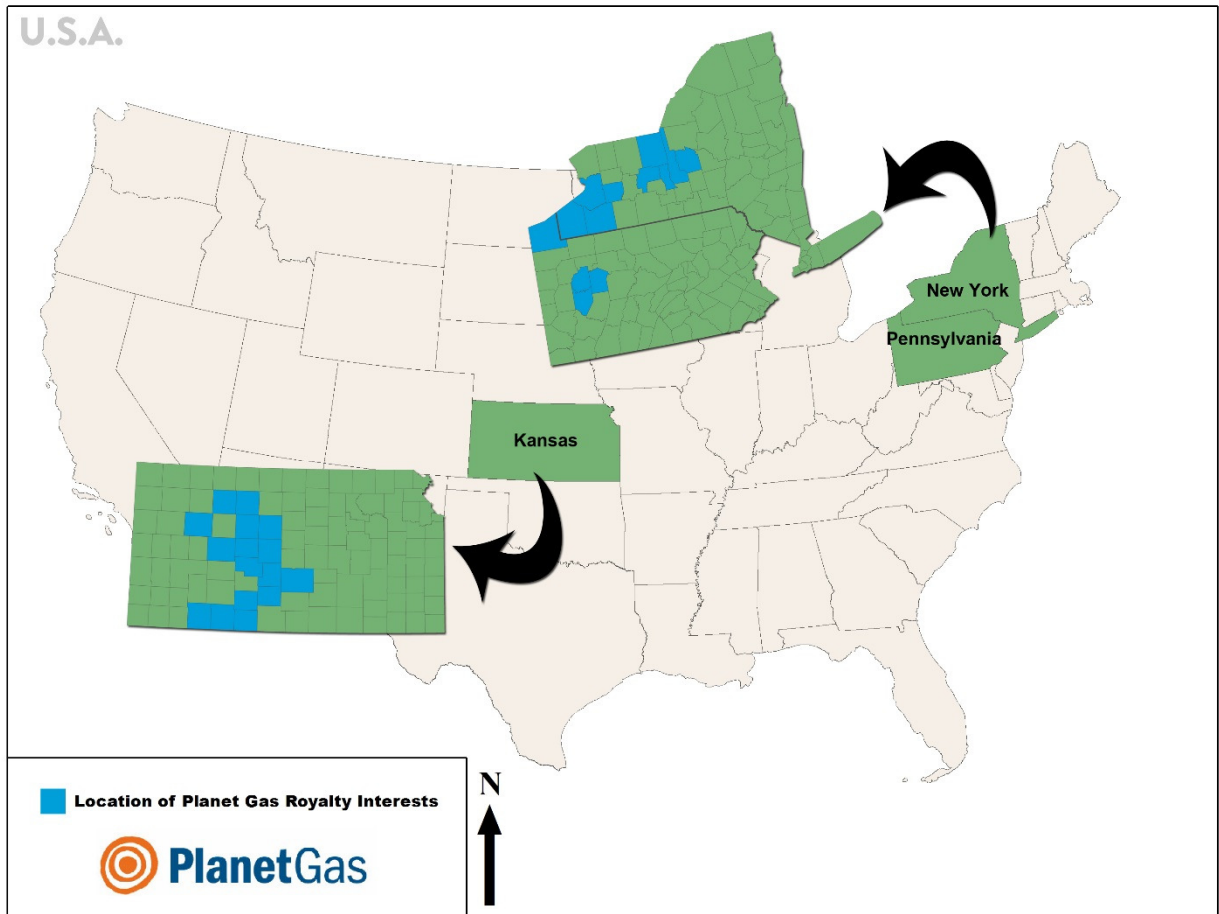 U.S.A.
New York
Pennsylvania
Kansas
N
Location of Planet Gas Royalty Interests
PlanetGas